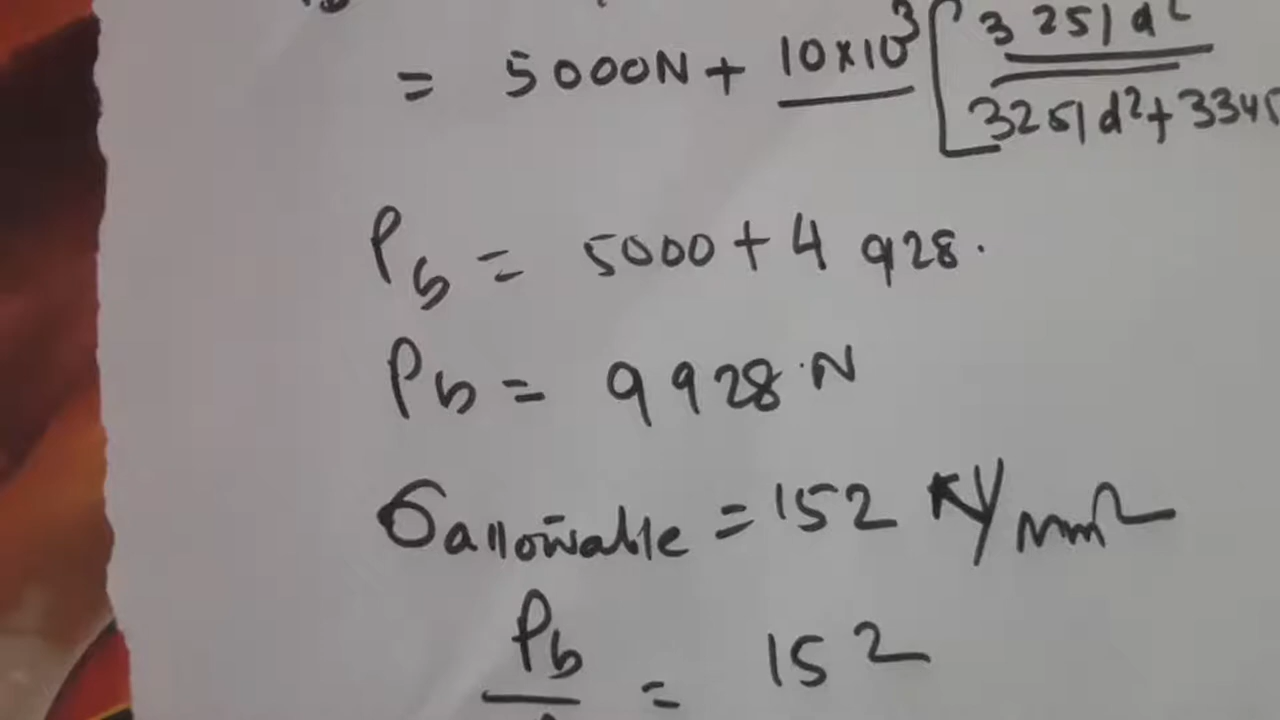 = 5000N + 10×10³ [ 3251d² / 3251d² + 334
Pb = 5000 + 4928.
Pb = 9928 N
σallowable = 152 N/mm²
Pb = 152